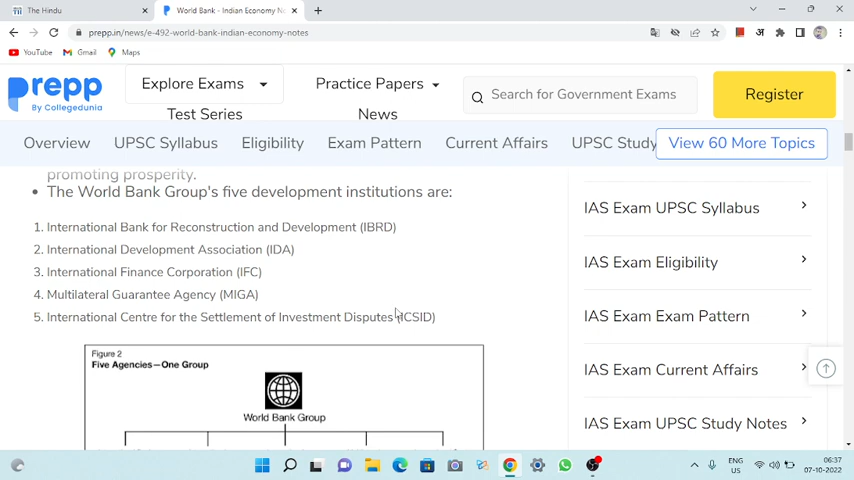 The Hindu
World Bank - Indian Economy No
prepp.in/news/e-492-world-bank-indian-economy-notes
YouTube
Gmail
Maps
prepp
By Collegedunia
Explore Exams
Practice Papers
Test Series
News
Search for Government Exams
Register
Overview
UPSC Syllabus
Eligibility
Exam Pattern
Current Affairs
UPSC Study
View 60 More Topics
promoting prosperity.
The World Bank Group's five development institutions are:
1. International Bank for Reconstruction and Development (IBRD)
2. International Development Association (IDA)
3. International Finance Corporation (IFC)
4. Multilateral Guarantee Agency (MIGA)
5. International Centre for the Settlement of Investment Disputes (ICSID)
Figure 2
Five Agencies—One Group
World Bank Group
IAS Exam UPSC Syllabus
IAS Exam Eligibility
IAS Exam Exam Pattern
IAS Exam Current Affairs
IAS Exam UPSC Study Notes
ENG
US
06:37
07-10-2022